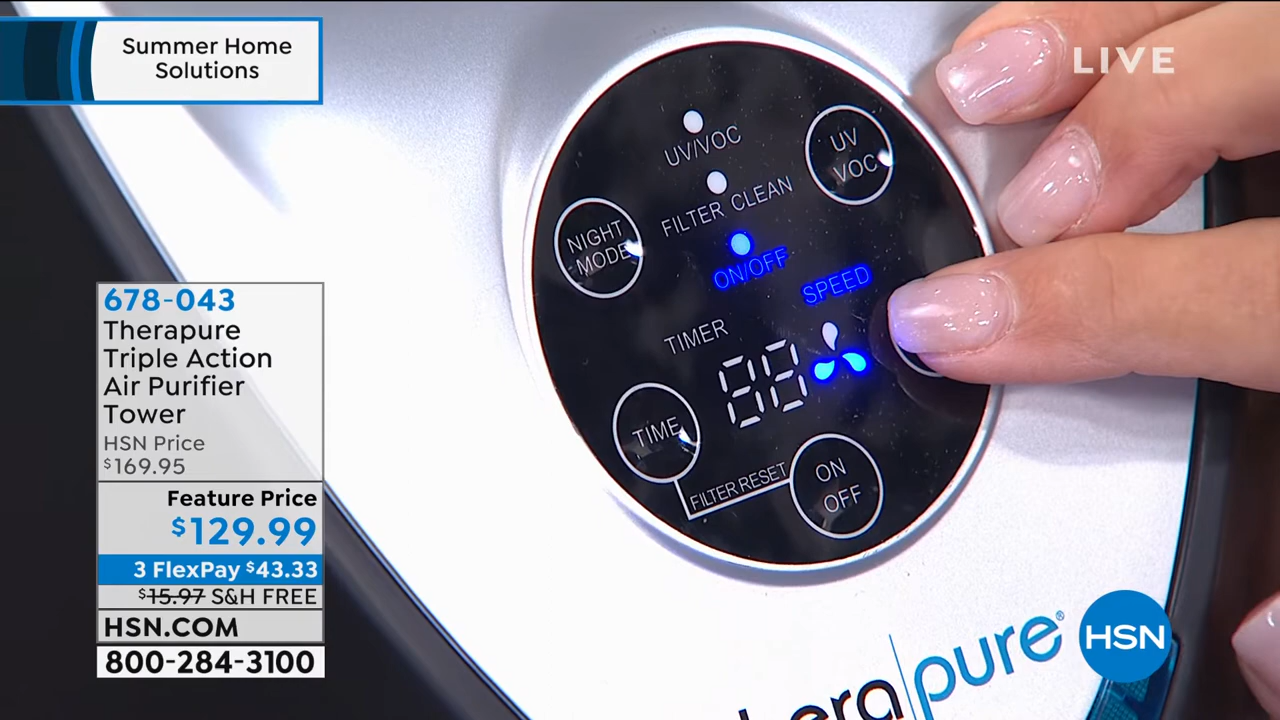 Summer Home
Solutions
LIVE
678-043
Therapure
Triple Action
Air Purifier
Tower
HSN Price
$169.95
Feature Price
$129.99
3 FlexPay $43.33
$15.97 S&H FREE
HSN.COM
800-284-3100
UV/VOC
UV
VOC
FILTER CLEAN
NIGHT
MODE
ON/OFF
SPEED
TIMER
88
TIME
FILTER RESET
ON
OFF
herapure®
HSN